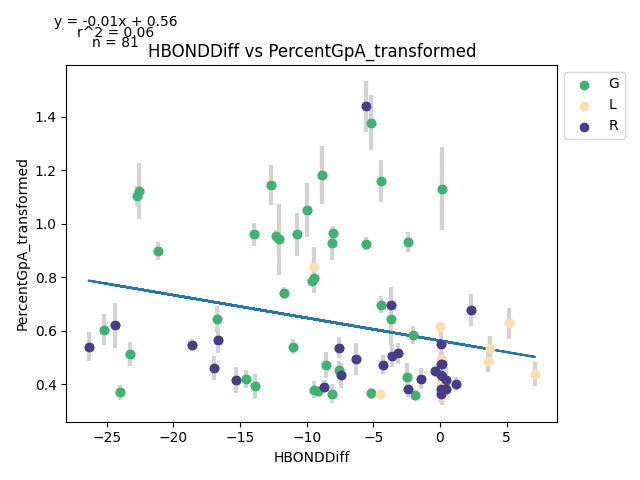 y = -0.01x + 0.56
r^2 = 0.06
n = 81
HBONDDiff vs PercentGpA_transformed
G
L
R
PercentGpA_transformed
1.4
1.2
1.0
0.8
0.6
0.4
−25
−20
−15
−10
−5
0
5
HBONDDiff